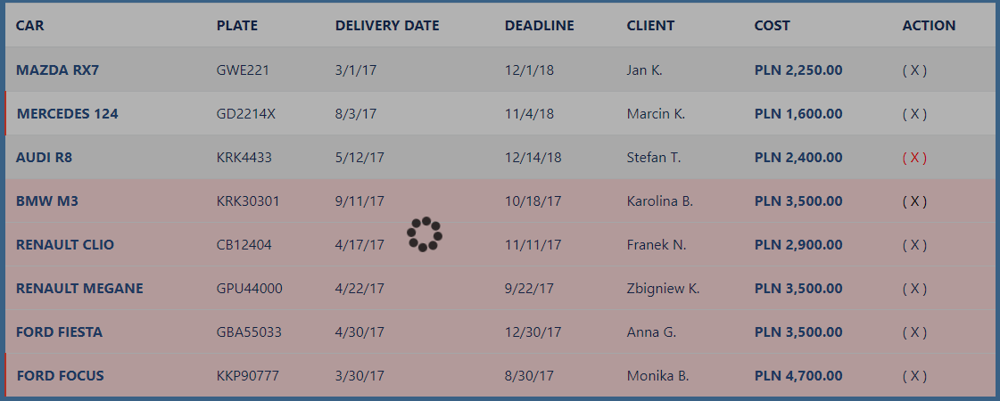 CAR PLATE DELIVERY DATE DEADLINE CLIENT COST ACTION
MAZDA RX7 GWE221 3/1/17 12/1/18 Jan K. PLN 2,250.00 ( X )
MERCEDES 124 GD2214X 8/3/17 11/4/18 Marcin K. PLN 1,600.00 ( X )
AUDI R8 KRK4433 5/12/17 12/14/18 Stefan T. PLN 2,400.00 ( X )
BMW M3 KRK30301 9/11/17 10/18/17 Karolina B. PLN 3,500.00 ( X )
RENAULT CLIO CB12404 4/17/17 11/11/17 Franek N. PLN 2,900.00 ( X )
RENAULT MEGANE GPU44000 4/22/17 9/22/17 Zbigniew K. PLN 3,500.00 ( X )
FORD FIESTA GBA55033 4/30/17 12/30/17 Anna G. PLN 3,500.00 ( X )
FORD FOCUS KKP90777 3/30/17 8/30/17 Monika B. PLN 4,700.00 ( X )